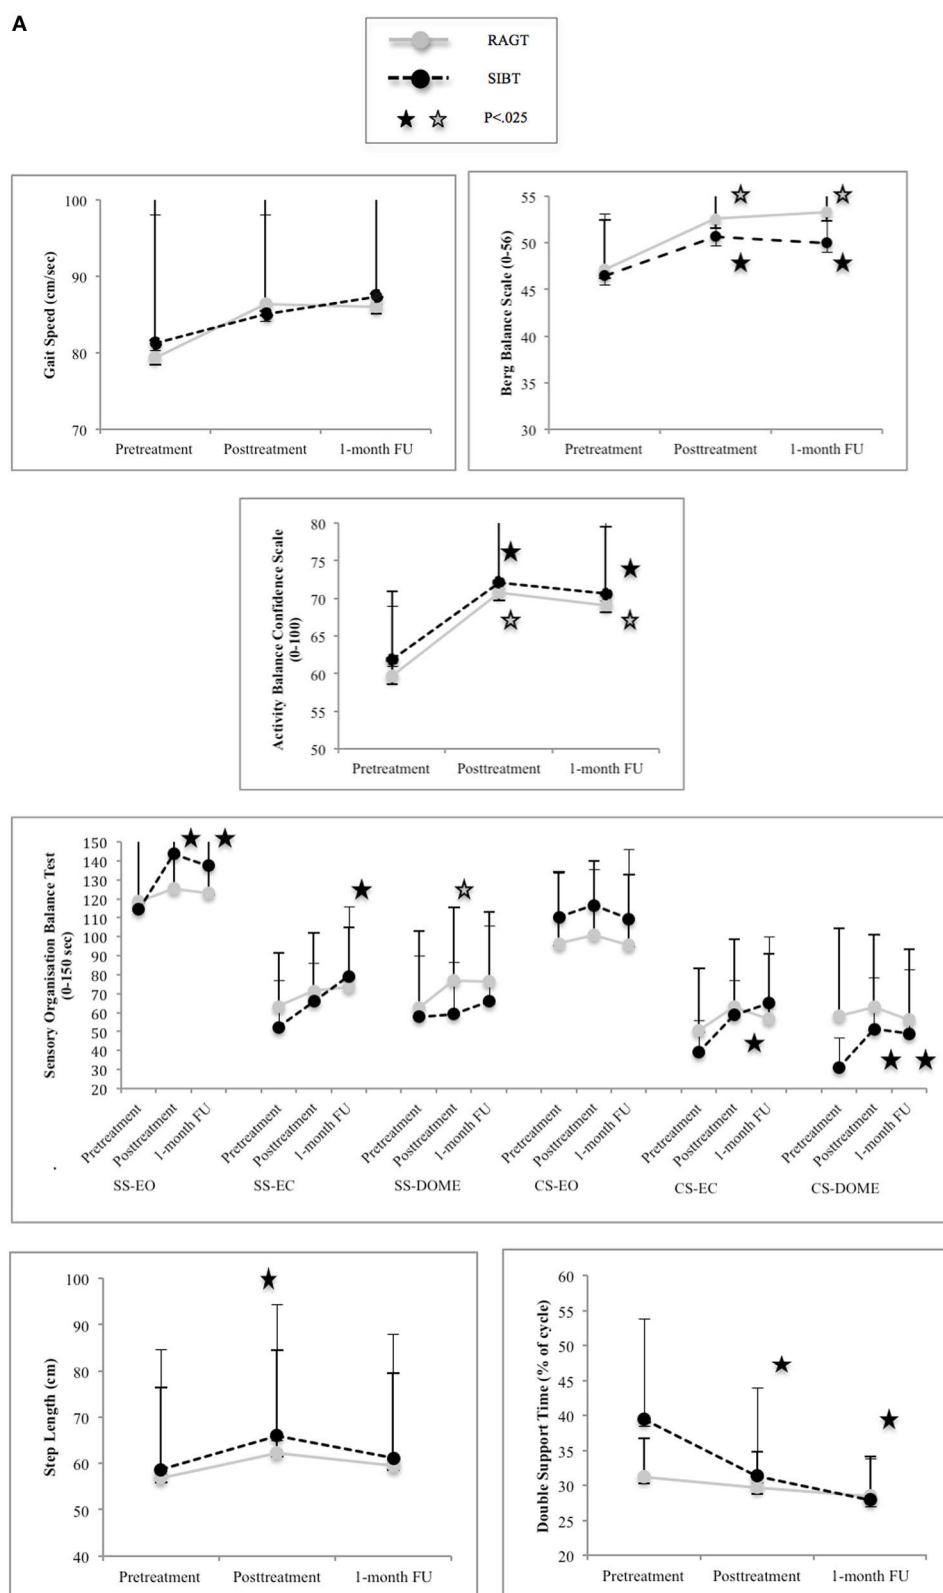 A
RAGT
SIBT
P<.025
Gait Speed (cm/sec)
100
90
80
70
Pretreatment Posttreatment 1-month FU
Berg Balance Scale (0-56)
55
50
45
40
35
30
Pretreatment Posttreatment 1-month FU
Activity Balance Confidence Scale
(0-100)
80
75
70
65
60
55
50
Pretreatment Posttreatment 1-month FU
Sensory Organisation Balance Test
(0-150 sec)
150
140
130
120
110
100
90
80
70
60
50
40
30
20
Pretreatment Posttreatment 1-month FU Pretreatment Posttreatment 1-month FU Pretreatment Posttreatment 1-month FU Pretreatment Posttreatment 1-month FU Pretreatment Posttreatment 1-month FU Pretreatment Posttreatment 1-month FU
SS-EO SS-EC SS-DOME CS-EO CS-EC CS-DOME
Step Length (cm)
100
90
80
70
60
50
40
Pretreatment Posttreatment 1-month FU
Double Support Time (% of cycle)
60
55
50
45
40
35
30
25
20
Pretreatment Posttreatment 1-month FU